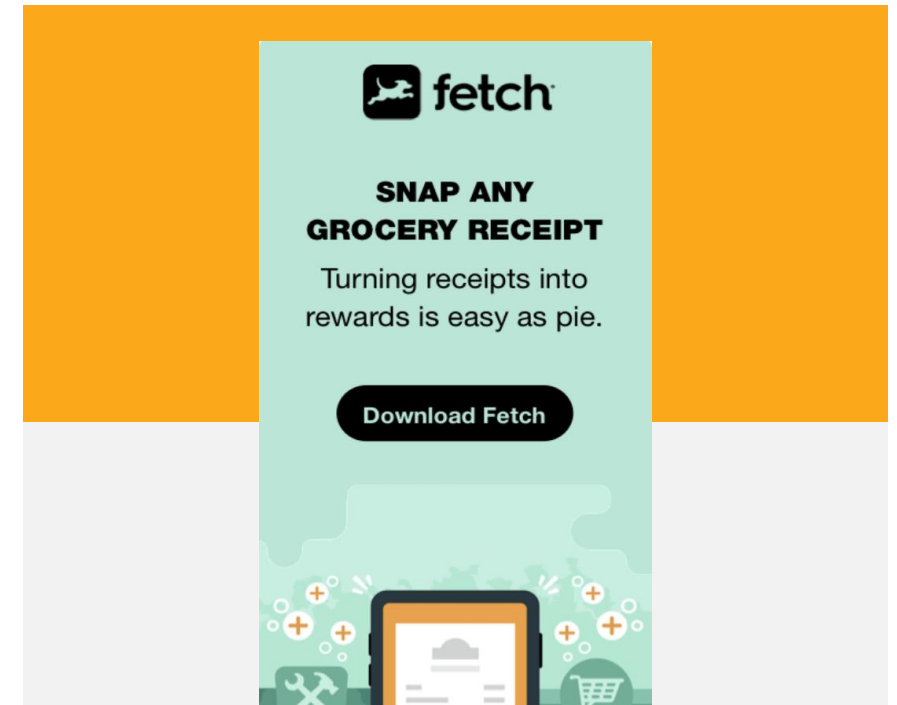 fetch
SNAP ANY
GROCERY RECEIPT
Turning receipts into
rewards is easy as pie.
Download Fetch